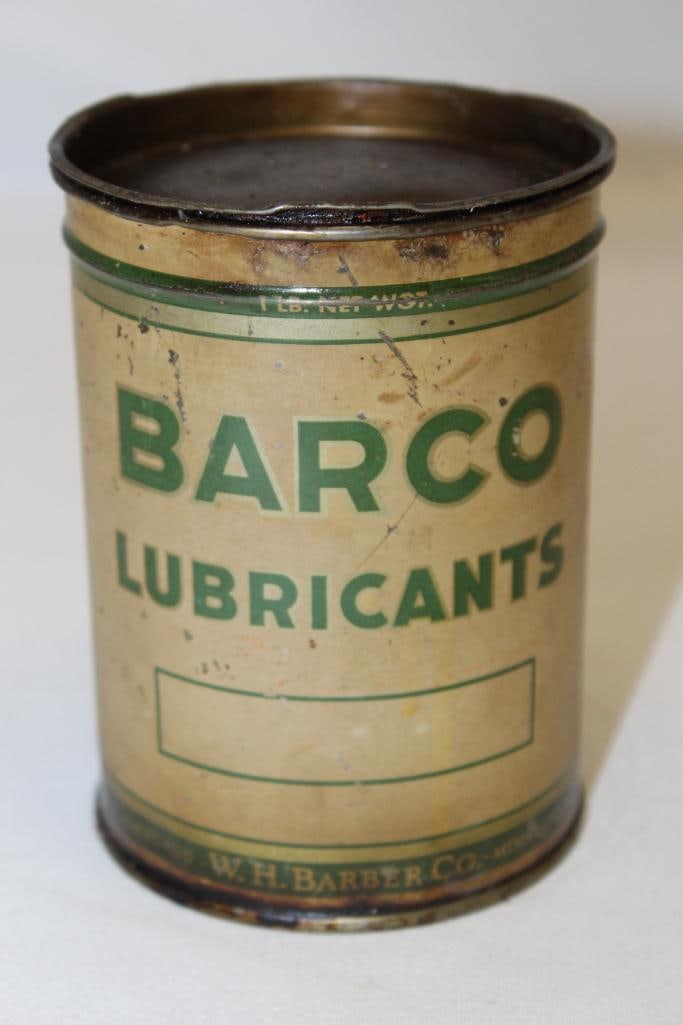 1 LB. NET WGT.
BARCO
LUBRICANTS
W. H. BARBER CO.